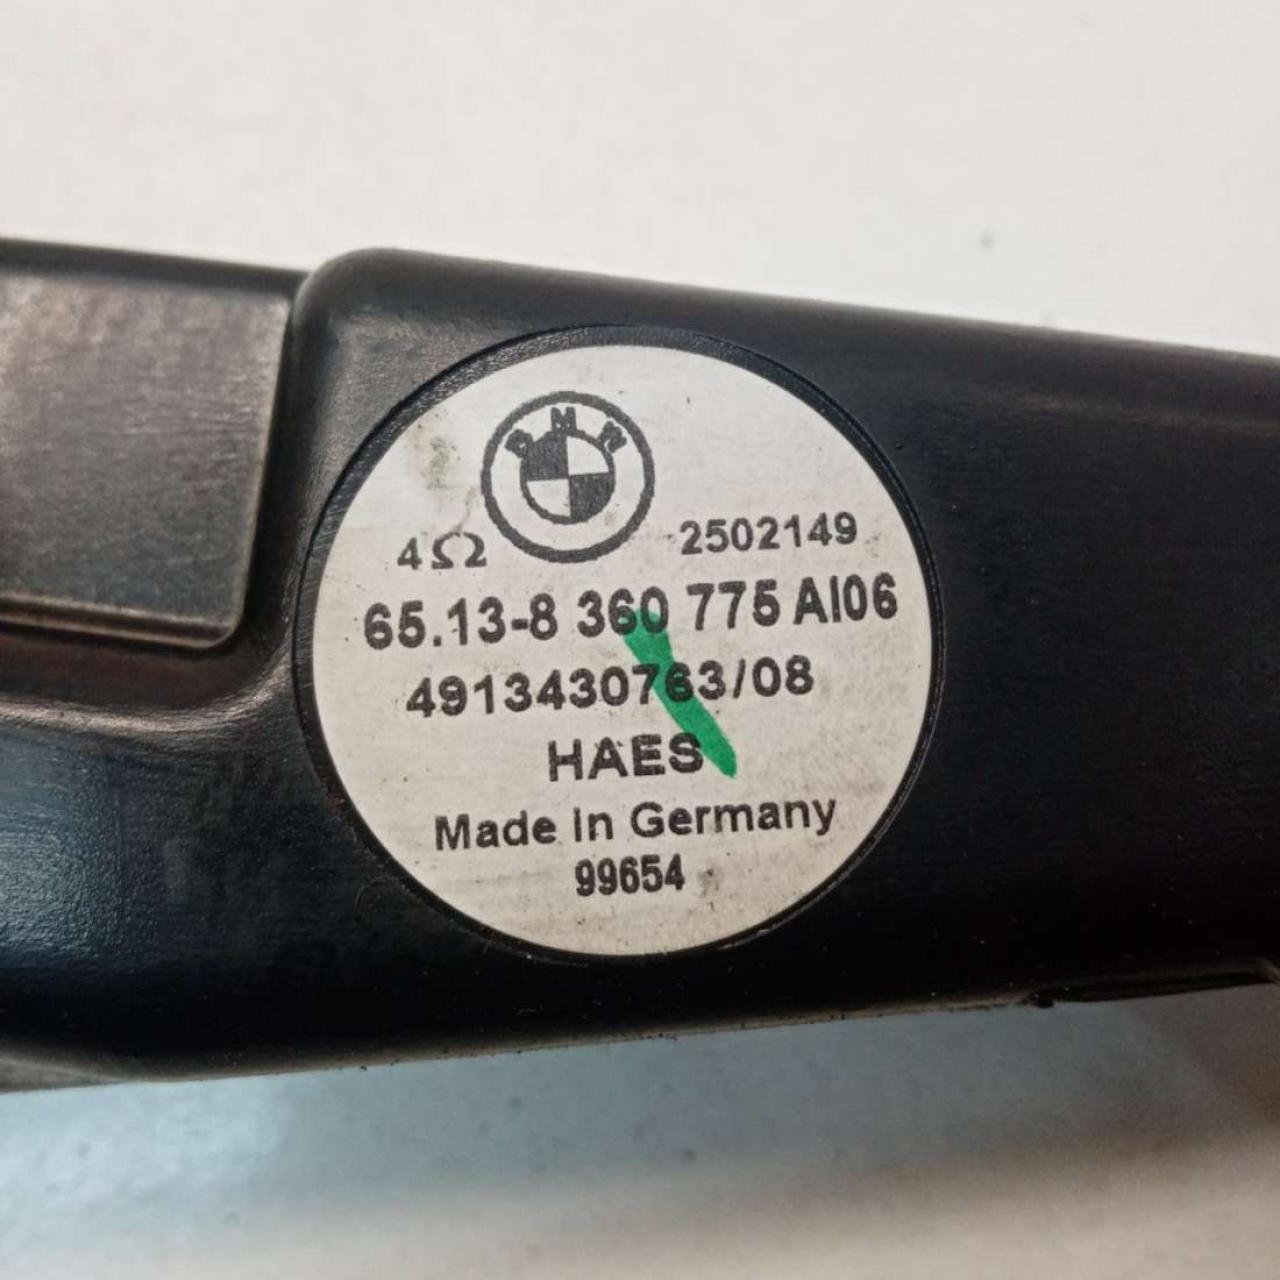 BMW
4Ω 2502149
65.13-8 360 775 AI06
4913430763/08
HAES
Made In Germany
99654